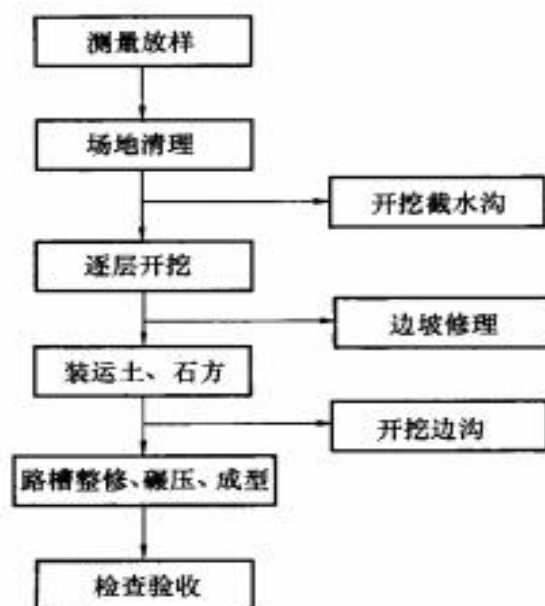 测量放样
场地清理
开挖截水沟
逐层开挖
边坡修理
装运土、石方
开挖边沟
路槽整修、碾压、成型
检查验收